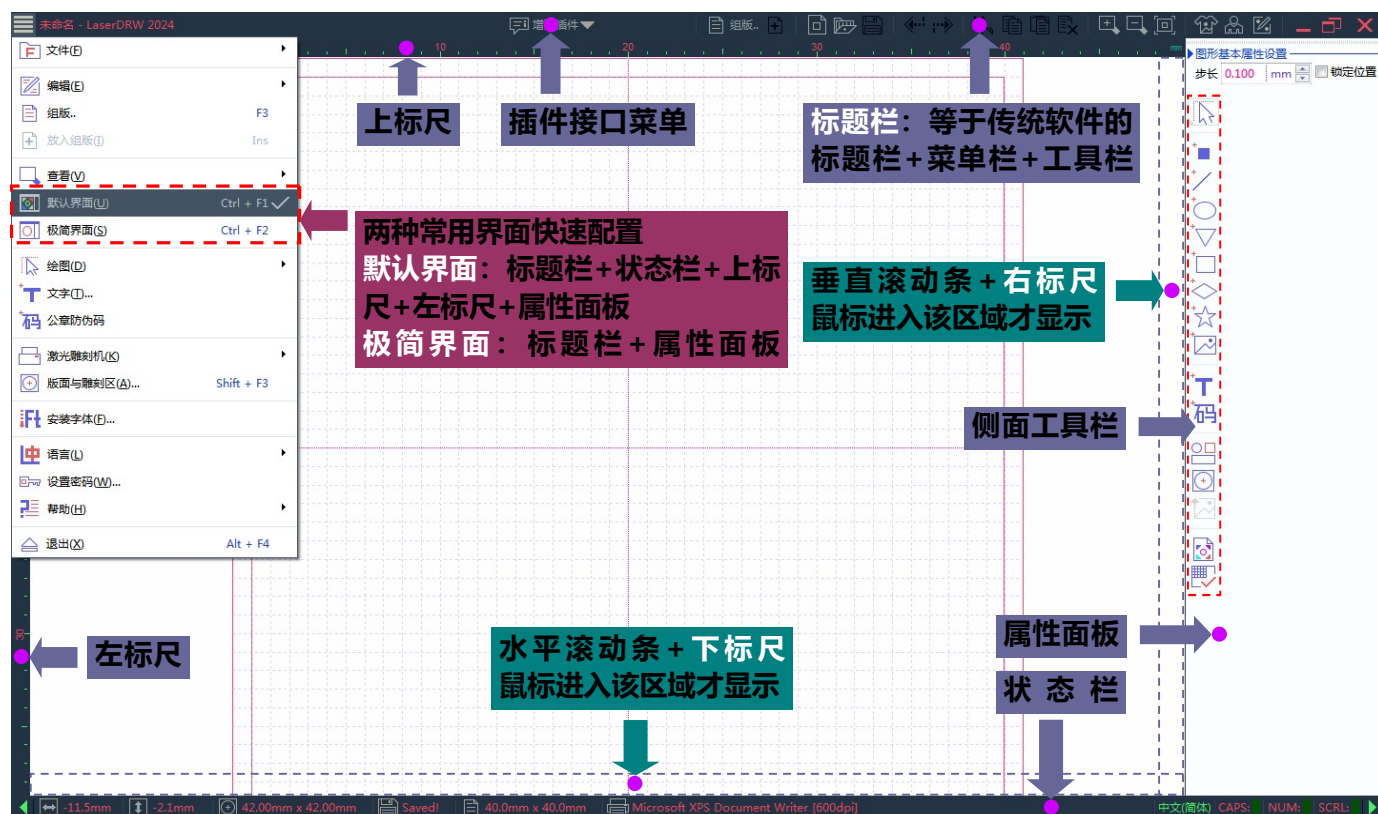 未命名 - LaserDRW 2024
组版..
文件(F)
编辑(E)
组版.. F3
放入组版(I) Ins
查看(V)
默认界面(U) Ctrl + F1
极简界面(S) Ctrl + F2
绘图(D)
文字(T)...
公章防伪码
激光雕刻机(K)
版面与雕刻区(A)... Shift + F3
安装字体(F)...
语言(L)
设置密码(W)...
帮助(H)
退出(X) Alt + F4
10 20 30 40 mm
上标尺
插件接口菜单
标题栏：等于传统软件的
标题栏+菜单栏+工具栏
两种常用界面快速配置
默认界面：标题栏+状态栏+上标
尺+左标尺+属性面板
极简界面：标题栏+属性面板
垂直滚动条+右标尺
鼠标进入该区域才显示
图形基本属性设置
步长 0.100 mm 锁定位置
T
码
侧面工具栏
30
左标尺
水平滚动条+下标尺
鼠标进入该区域才显示
属性面板
状态栏
-11.5mm -2.1mm 42.00mm x 42.00mm Saved! 40.0mm x 40.0mm Microsoft XPS Document Writer [600dpi] 中文(简体) CAPS: NUM: SCRL: